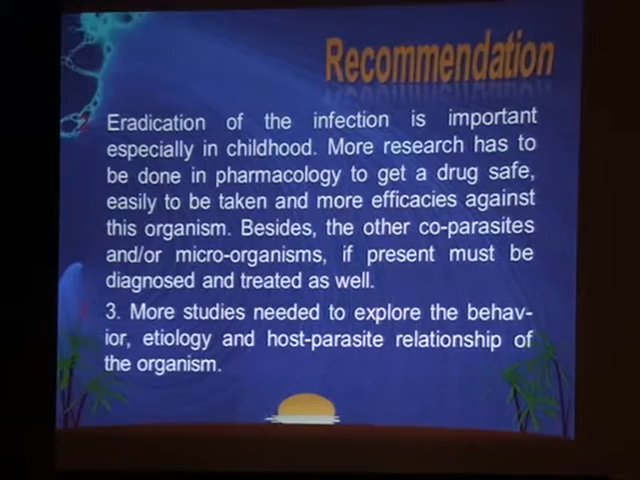 Recommendation
Eradication of the infection is important
especially in childhood. More research has to
be done in pharmacology to get a drug safe,
easily to be taken and more efficacies against
this organism. Besides, the other co-parasites
and/or micro-organisms, if present must be
diagnosed and treated as well.
3. More studies needed to explore the behav-
ior, etiology and host-parasite relationship of
the organism.